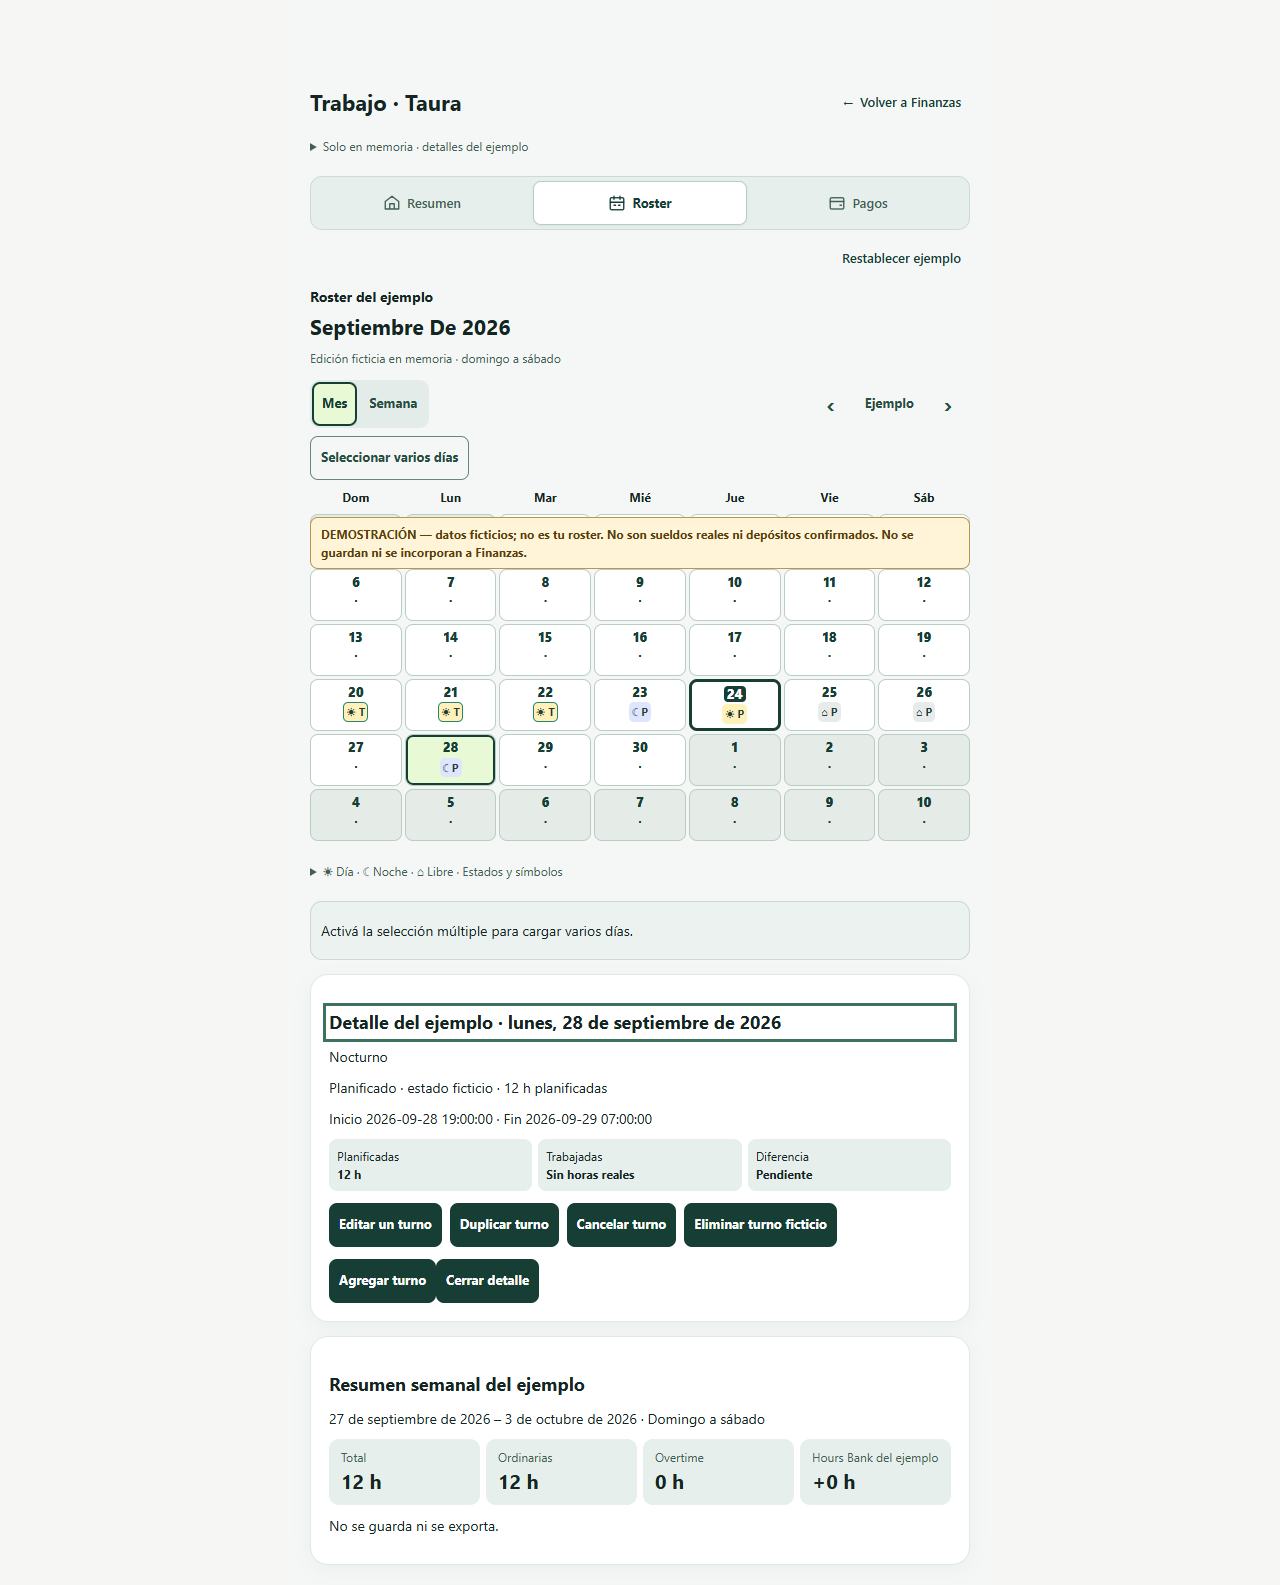 Trabajo · Taura
← Volver a Finanzas
▶ Solo en memoria · detalles del ejemplo
Resumen
Roster
Pagos
Restablecer ejemplo
Roster del ejemplo
Septiembre De 2026
Edición ficticia en memoria · domingo a sábado
Mes
Semana
‹ Ejemplo ›
Seleccionar varios días
Dom Lun Mar Mié Jue Vie Sáb
DEMOSTRACIÓN — datos ficticios; no es tu roster. No son sueldos reales ni depósitos confirmados. No se
guardan ni se incorporan a Finanzas.
6 7 8 9 10 11 12
· · · · · · ·
13 14 15 16 17 18 19
· · · · · · ·
20 21 22 23 24 25 26
☀ T ☀ T ☀ T ☾ P ☀ P ⌂ P ⌂ P
27 28 29 30 1 2 3
· ☾ P · · · · ·
4 5 6 7 8 9 10
· · · · · · ·
▶ ☀ Día · ☾ Noche · ⌂ Libre · Estados y símbolos
Activá la selección múltiple para cargar varios días.
Detalle del ejemplo · lunes, 28 de septiembre de 2026
Nocturno
Planificado · estado ficticio · 12 h planificadas
Inicio 2026-09-28 19:00:00 · Fin 2026-09-29 07:00:00
Planificadas
12 h
Trabajadas
Sin horas reales
Diferencia
Pendiente
Editar un turno
Duplicar turno
Cancelar turno
Eliminar turno ficticio
Agregar turno
Cerrar detalle
Resumen semanal del ejemplo
27 de septiembre de 2026 – 3 de octubre de 2026 · Domingo a sábado
Total
12 h
Ordinarias
12 h
Overtime
0 h
Hours Bank del ejemplo
+0 h
No se guarda ni se exporta.